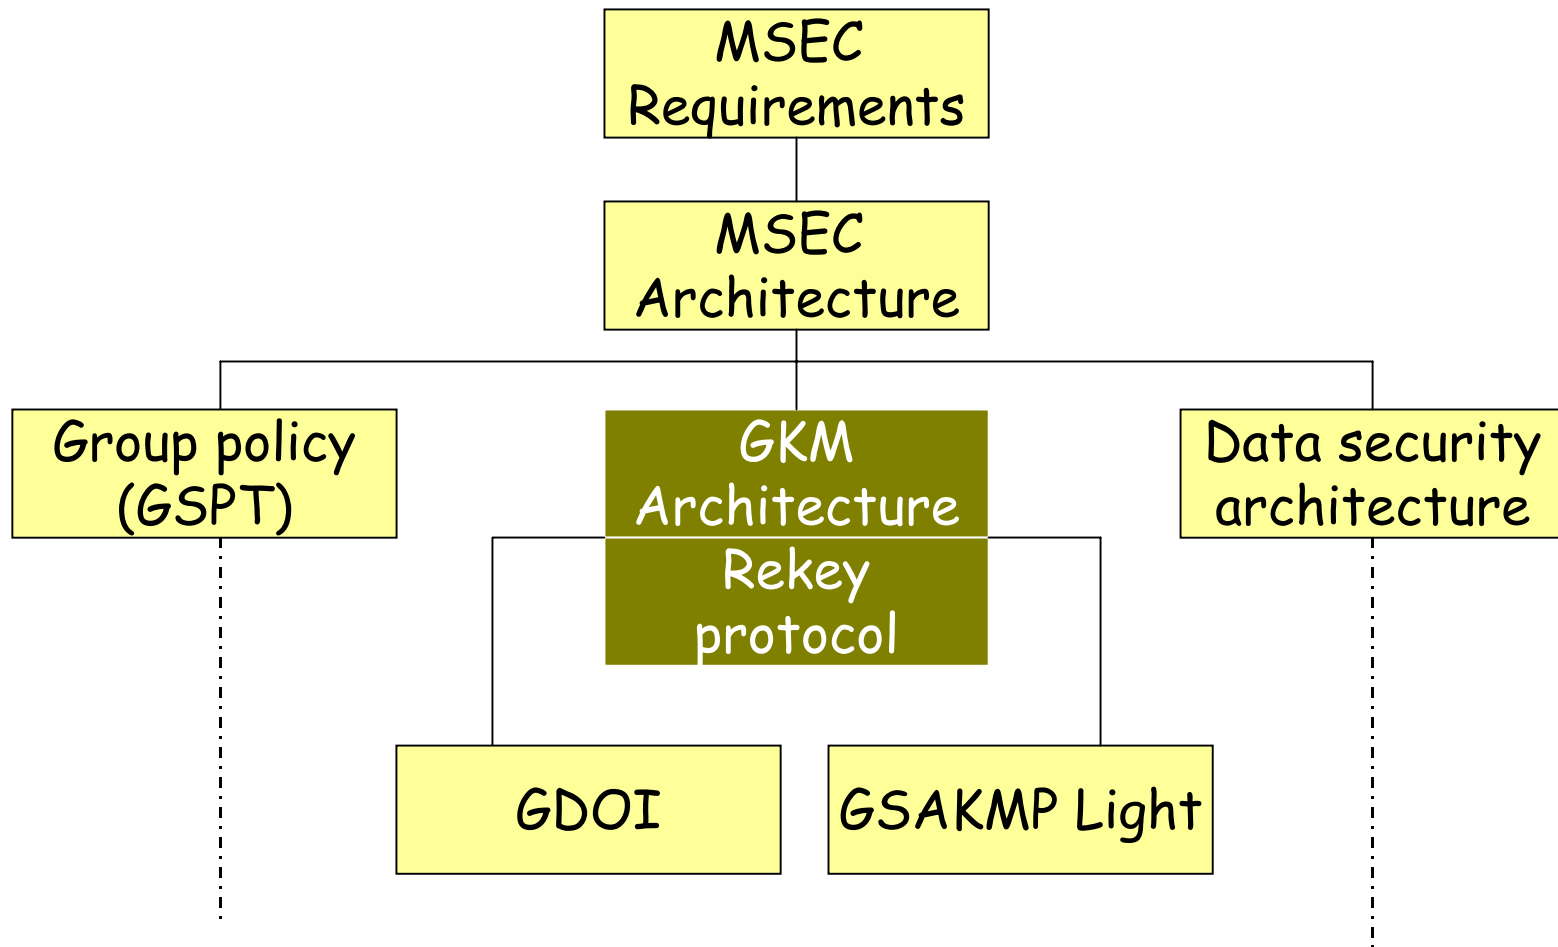 MSEC
Requirements
MSEC
Architecture
Group policy
(GSPT)
GKM
Architecture
Rekey
protocol
Data security
architecture
GDOI
GSAKMP Light